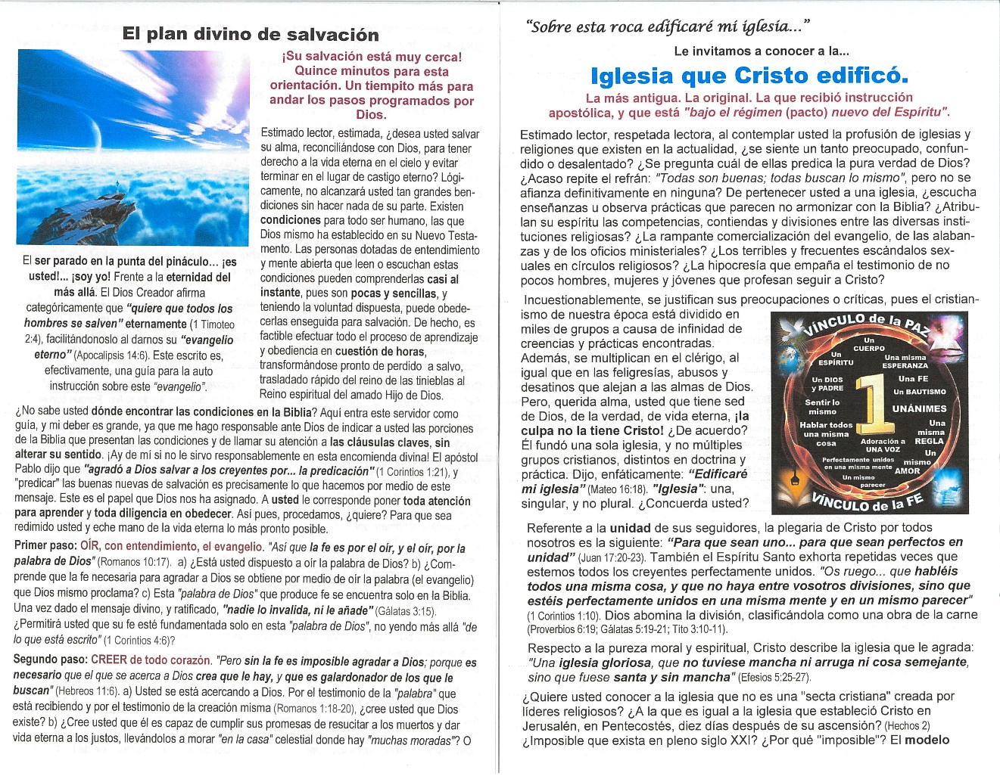 El plan divino de salvación
¡Su salvación está muy cerca!
Quince minutos para esta
orientación. Un tiempito más para
andar los pasos programados por
Dios.
Estimado lector, estimada, ¿desea usted salvar
su alma, reconciliándose con Dios, para tener
derecho a la vida eterna en el cielo y evitar
terminar en el lugar de castigo eterno? Lógi-
camente, no alcanzará usted tan grandes ben-
diciones sin hacer nada de su parte. Existen
condiciones para todo ser humano, las que
Dios mismo ha establecido en su Nuevo Testa-
mento. Las personas dotadas de entendimiento
y mente abierta que leen o escuchan estas
condiciones pueden comprenderlas casi al
instante, pues son pocas y sencillas, y
teniendo la voluntad dispuesta, puede obede-
cerlas enseguida para salvación. De hecho, es
factible efectuar todo el proceso de aprendizaje
y obediencia en cuestión de horas,
transformándose pronto de perdido a salvo,
trasladado rápido del reino de las tinieblas al
Reino espiritual del amado Hijo de Dios.
El ser parado en la punta del pináculo... ¡es
usted!... ¡soy yo! Frente a la eternidad del
más allá. El Dios Creador afirma
categóricamente que “quiere que todos los
hombres se salven” eternamente (1 Timoteo
2:4), facilitándonoslo al darnos su “evangelio
eterno” (Apocalipsis 14:6). Este escrito es,
efectivamente, una guía para la auto
instrucción sobre este “evangelio”.
¿No sabe usted dónde encontrar las condiciones en la Biblia? Aquí entra este servidor como
guía, y mi deber es grande, ya que me hago responsable ante Dios de indicar a usted las porciones
de la Biblia que presentan las condiciones y de llamar su atención a las cláusulas claves, sin
alterar su sentido. ¡Ay de mí si no le sirvo responsablemente en esta encomienda divina! El apóstol
Pablo dijo que "agradó a Dios salvar a los creyentes por... la predicación" (1 Corintios 1:21), y
"predicar" las buenas nuevas de salvación es precisamente lo que hacemos por medio de este
mensaje. Este es el papel que Dios nos ha asignado. A usted le corresponde poner toda atención
para aprender y toda diligencia en obedecer. Así pues, procedamos, ¿quiere? Para que sea
redimido usted y eche mano de la vida eterna lo más pronto posible.
Primer paso: OÍR, con entendimiento, el evangelio. "Así que la fe es por el oír, y el oír, por la
palabra de Dios" (Romanos 10:17). a) ¿Está usted dispuesto a oír la palabra de Dios? b) ¿Com-
prende que la fe necesaria para agradar a Dios se obtiene por medio de oír la palabra (el evangelio)
que Dios mismo proclama? c) Esta "palabra de Dios" que produce fe se encuentra solo en la Biblia.
Una vez dado el mensaje divino, y ratificado, "nadie lo invalida, ni le añade" (Gálatas 3:15).
¿Permitirá usted que su fe esté fundamentada solo en esta "palabra de Dios", no yendo más allá "de
lo que está escrito" (1 Corintios 4:6)?
Segundo paso: CREER de todo corazón. "Pero sin la fe es imposible agradar a Dios; porque es
necesario que el que se acerca a Dios crea que le hay, y que es galardonador de los que le
buscan" (Hebreos 11:6). a) Usted se está acercando a Dios. Por el testimonio de la "palabra" que
está recibiendo y por el testimonio de la creación misma (Romanos 1:18-20), ¿cree usted que Dios
existe? b) ¿Cree usted que él es capaz de cumplir sus promesas de resucitar a los muertos y dar
vida eterna a los justos, llevándolos a morar "en la casa" celestial donde hay "muchas moradas"? O
“Sobre esta roca edificaré mi iglesia...”
Le invitamos a conocer a la...
Iglesia que Cristo edificó.
La más antigua. La original. La que recibió instrucción
apostólica, y que está "bajo el régimen (pacto) nuevo del Espíritu".
Estimado lector, respetada lectora, al contemplar usted la profusión de iglesias y
religiones que existen en la actualidad, ¿se siente un tanto preocupado, confun-
dido o desalentado? ¿Se pregunta cuál de ellas predica la pura verdad de Dios?
¿Acaso repite el refrán: "Todas son buenas; todas buscan lo mismo", pero no se
afianza definitivamente en ninguna? De pertenecer usted a una iglesia, ¿escucha
enseñanzas u observa prácticas que parecen no armonizar con la Biblia? ¿Atribu-
lan su espíritu las competencias, contiendas y divisiones entre las diversas insti-
tuciones religiosas? ¿La rampante comercialización del evangelio, de las alaban-
zas y de los oficios ministeriales? ¿Los terribles y frecuentes escándalos sex-
uales en círculos religiosos? ¿La hipocresía que empaña el testimonio de no
pocos hombres, mujeres y jóvenes que profesan seguir a Cristo?
Incuestionablemente, se justifican sus preocupaciones o críticas, pues el cristian-
ismo de nuestra época está dividido en
miles de grupos a causa de infinidad de
creencias y prácticas encontradas.
Además, se multiplican en el clérigo, al
igual que en las feligresías, abusos y
desatinos que alejan a las almas de Dios.
Pero, querida alma, usted que tiene sed
de Dios, de la verdad, de vida eterna, ¡la
culpa no la tiene Cristo! ¿De acuerdo?
Él fundó una sola iglesia, y no múltiples
grupos cristianos, distintos en doctrina y
práctica. Dijo, enfáticamente: “Edificaré
mi iglesia” (Mateo 16:18). "Iglesia": una,
singular, y no plural. ¿Concuerda usted?
VÍNCULO de la PAZ
Un
CUERPO
Un
ESPÍRITU
Una misma
ESPERANZA
Un DIOS
y PADRE
Una FE
Un BAUTISMO
Sentir lo
mismo
1
UNÁNIMES
Hablar todos
una misma
cosa
Una
misma
REGLA
Adoración a
UNA VOZ
Un
mismo
AMOR
Perfectamente unidos
en una misma mente
Un mismo
parecer
VÍNCULO de la FE
Referente a la unidad de sus seguidores, la plegaria de Cristo por todos
nosotros es la siguiente: “Para que sean uno... para que sean perfectos en
unidad” (Juan 17:20-23). También el Espíritu Santo exhorta repetidas veces que
estemos todos los creyentes perfectamente unidos. "Os ruego... que habléis
todos una misma cosa, y que no haya entre vosotros divisiones, sino que
estéis perfectamente unidos en una misma mente y en un mismo parecer"
(1 Corintios 1:10). Dios abomina la división, clasificándola como una obra de la carne
(Proverbios 6:19; Gálatas 5:19-21; Tito 3:10-11).
Respecto a la pureza moral y espiritual, Cristo describe la iglesia que le agrada:
"Una iglesia gloriosa, que no tuviese mancha ni arruga ni cosa semejante,
sino que fuese santa y sin mancha" (Efesios 5:25-27).
¿Quiere usted conocer a la iglesia que no es una "secta cristiana" creada por
líderes religiosos? ¿A la que es igual a la iglesia que estableció Cristo en
Jerusalén, en Pentecostés, diez días después de su ascensión? (Hechos 2)
¿Imposible que exista en pleno siglo XXI? ¿Por qué "imposible"? El modelo